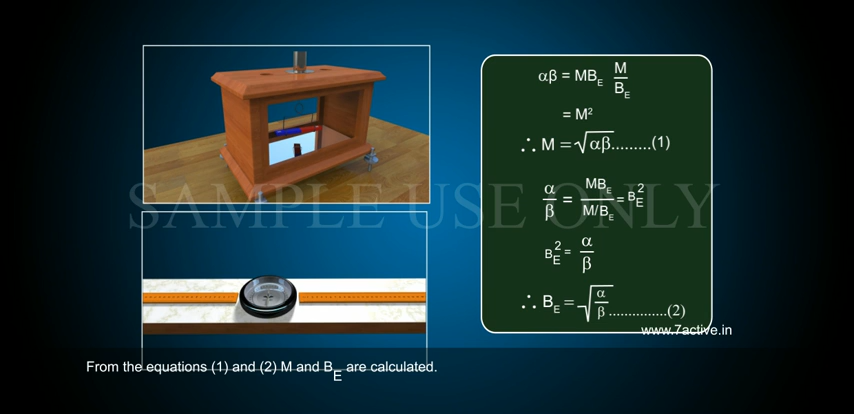 αβ = MB_E M/B_E
= M²
∴ M = √αβ.........(1)
α/β = MB_E / M/B_E = B_E²
B_E² = α/β
∴ B_E = √α/β...............(2)
SAMPLE USE ONLY
www.7active.in
From the equations (1) and (2) M and B_E are calculated.